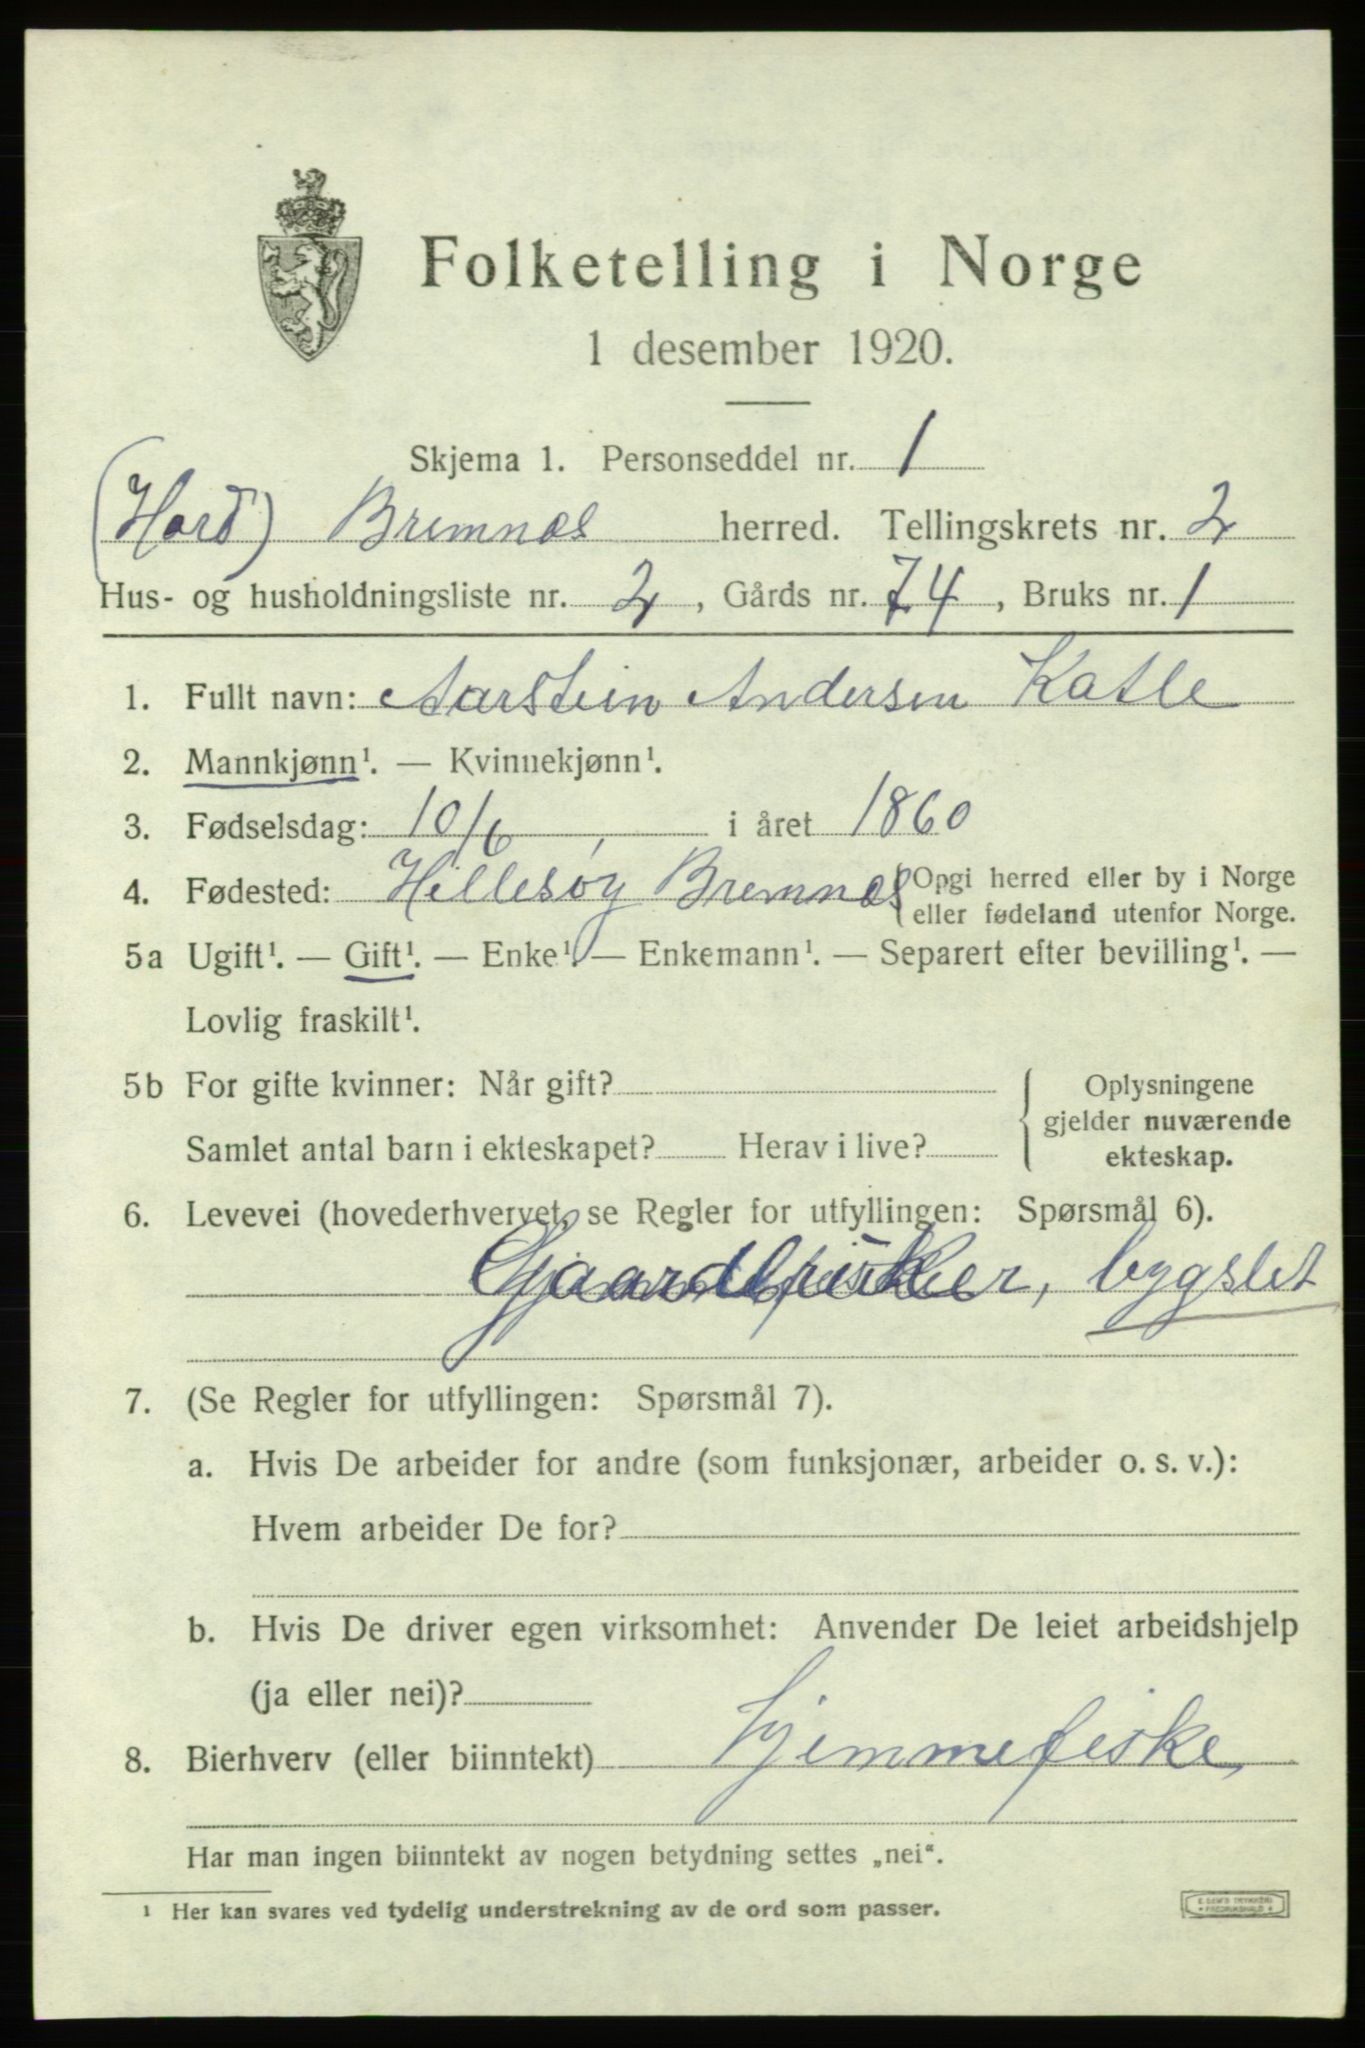 Folketelling i Norge
1 desember 1920.
Skjema 1. Personseddel nr. 1
(Hord) Bremnes herred. Tellingskrets nr. 2
Hus- og husholdningsliste nr. 2, Gårds nr. 74, Bruks nr. 1
1. Fullt navn: Aarstein Andersen Katle
2. Mannkjønn¹. — Kvinnekjønn¹.
3. Fødselsdag: 10/6, i året 1860
4. Fødested: Hillesøy Bremnes {Opgi herred eller by i Norge
eller fødeland utenfor Norge.
5a Ugift¹. — Gift¹. — Enke¹. — Enkemann¹. — Separert efter bevilling¹. —
Lovlig fraskilt¹.
5b For gifte kvinner: Når gift?
Samlet antal barn i ekteskapet? Herav i live?
{ Oplysningene
gjelder nuværende
ekteskap.
6. Levevei (hovederhvervet, se Regler for utfyllingen: Spørsmål 6).
bygslet
7. (Se Regler for utfyllingen: Spørsmål 7).
a. Hvis De arbeider for andre (som funksjonær, arbeider o. s. v.):
Hvem arbeider De for?
b. Hvis De driver egen virksomhet: Anvender De leiet arbeidshjelp
(ja eller nei)?
8. Bierhverv (eller biinntekt) hjemmefiske,
Har man ingen biinntekt av nogen betydning settes „nei“.
¹ Her kan svares ved tydelig understrekning av de ord som passer.